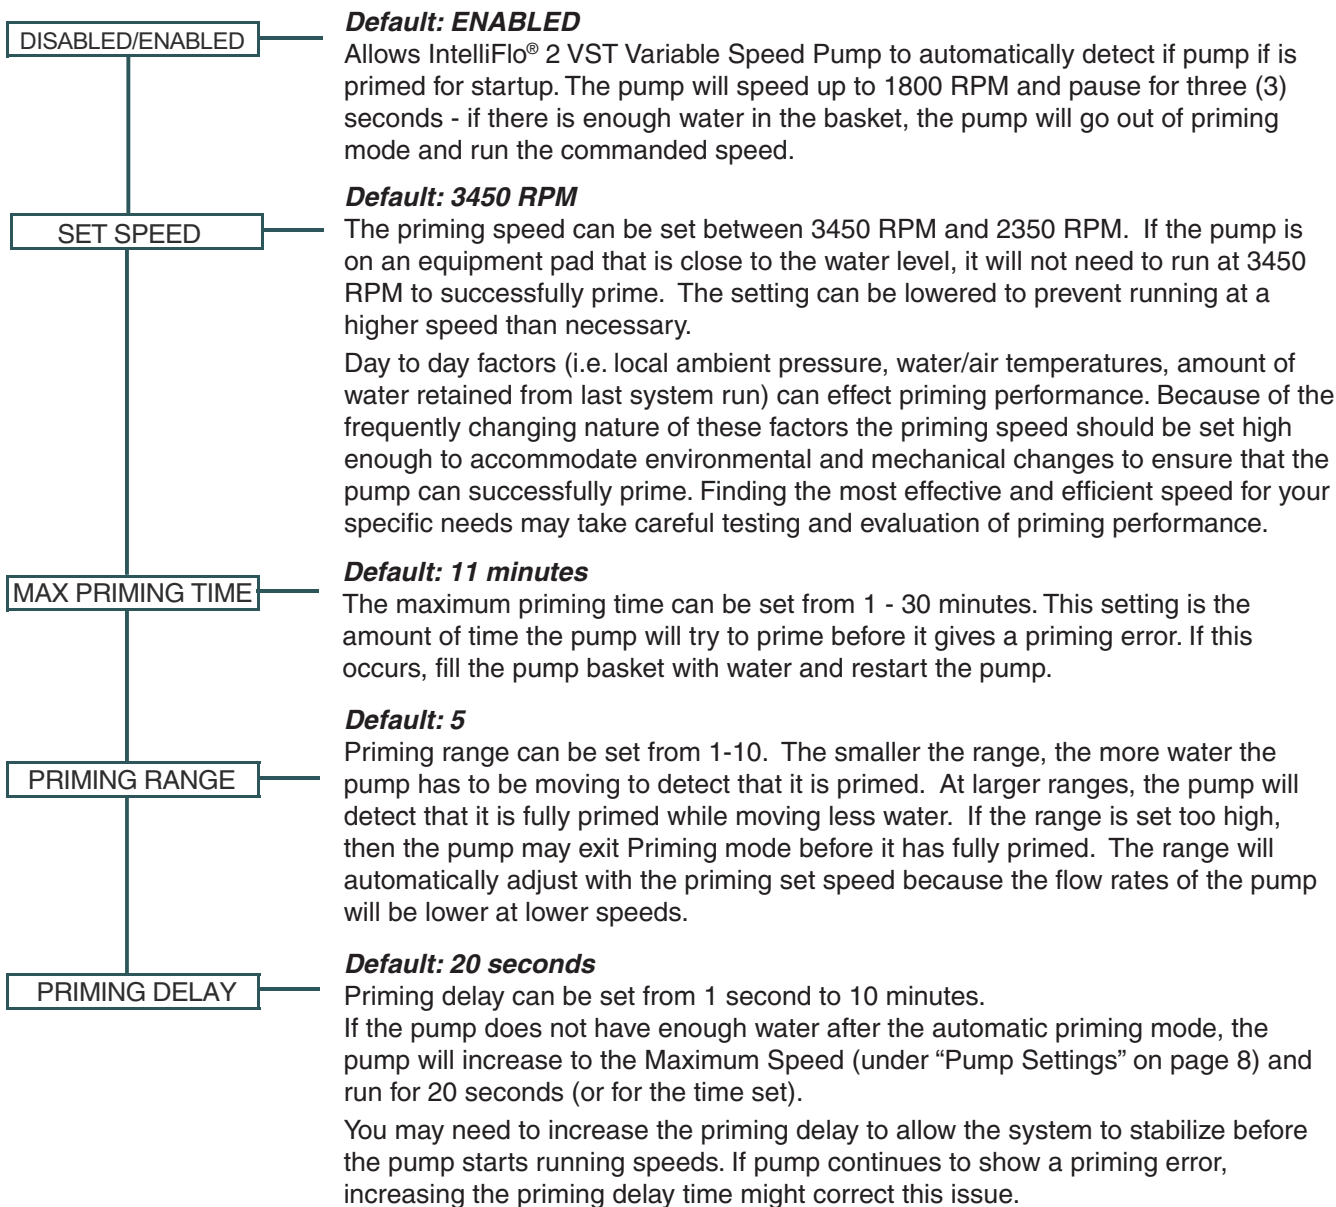 DISABLED/ENABLED
Default: ENABLED
Allows IntelliFlo® 2 VST Variable Speed Pump to automatically detect if pump if is
primed for startup. The pump will speed up to 1800 RPM and pause for three (3)
seconds - if there is enough water in the basket, the pump will go out of priming
mode and run the commanded speed.
SET SPEED
Default: 3450 RPM
The priming speed can be set between 3450 RPM and 2350 RPM. If the pump is
on an equipment pad that is close to the water level, it will not need to run at 3450
RPM to successfully prime. The setting can be lowered to prevent running at a
higher speed than necessary.
Day to day factors (i.e. local ambient pressure, water/air temperatures, amount of
water retained from last system run) can effect priming performance. Because of the
frequently changing nature of these factors the priming speed should be set high
enough to accommodate environmental and mechanical changes to ensure that the
pump can successfully prime. Finding the most effective and efficient speed for your
specific needs may take careful testing and evaluation of priming performance.
MAX PRIMING TIME
Default: 11 minutes
The maximum priming time can be set from 1 - 30 minutes. This setting is the
amount of time the pump will try to prime before it gives a priming error. If this
occurs, fill the pump basket with water and restart the pump.
PRIMING RANGE
Default: 5
Priming range can be set from 1-10. The smaller the range, the more water the
pump has to be moving to detect that it is primed. At larger ranges, the pump will
detect that it is fully primed while moving less water. If the range is set too high,
then the pump may exit Priming mode before it has fully primed. The range will
automatically adjust with the priming set speed because the flow rates of the pump
will be lower at lower speeds.
PRIMING DELAY
Default: 20 seconds
Priming delay can be set from 1 second to 10 minutes.
If the pump does not have enough water after the automatic priming mode, the
pump will increase to the Maximum Speed (under “Pump Settings” on page 8) and
run for 20 seconds (or for the time set).
You may need to increase the priming delay to allow the system to stabilize before
the pump starts running speeds. If pump continues to show a priming error,
increasing the priming delay time might correct this issue.